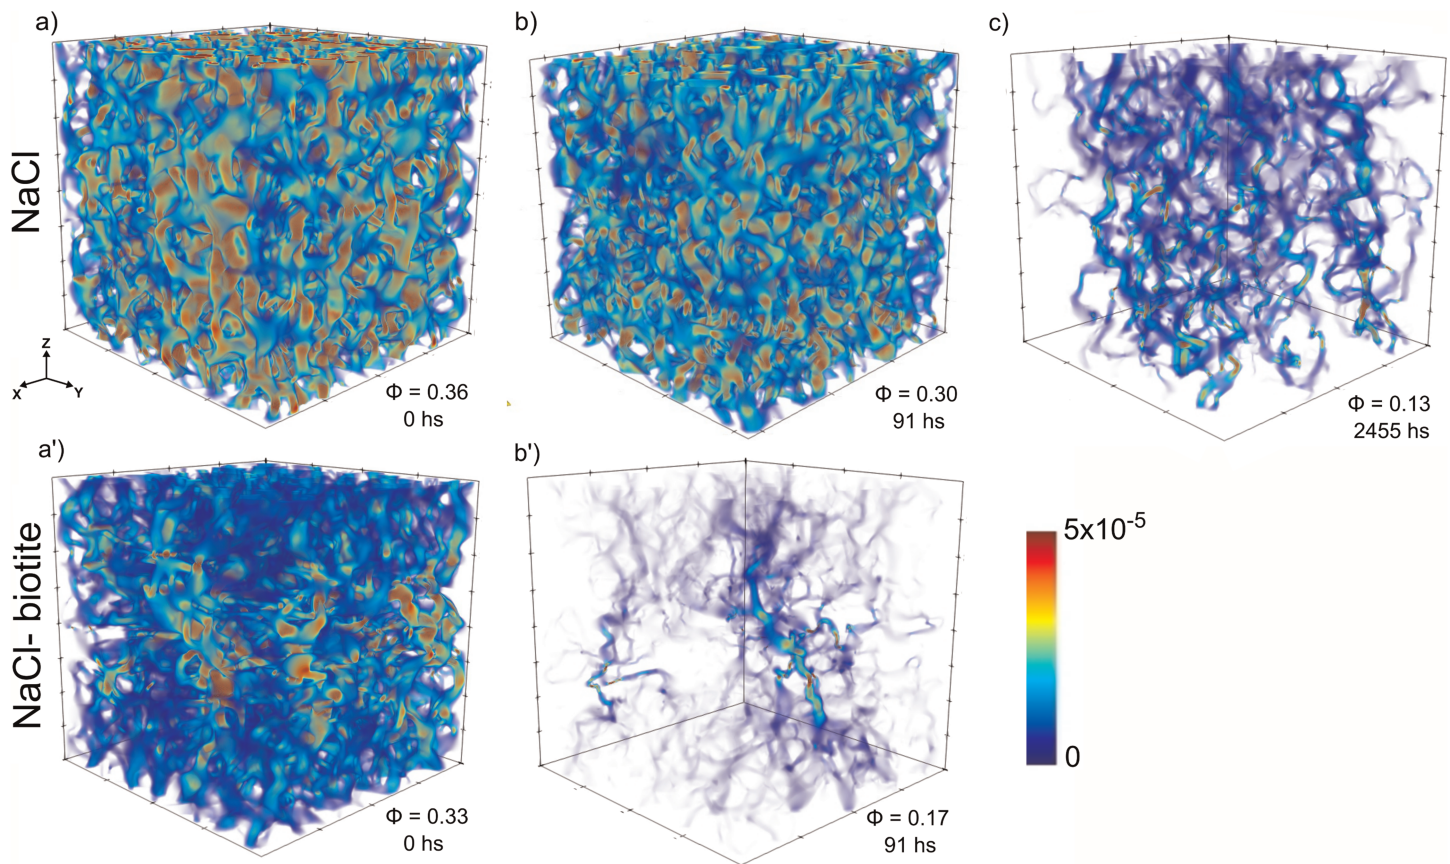 a)
b)
c)
NaCl
Z
X
Y
Φ = 0.36
0 hs
Φ = 0.30
91 hs
Φ = 0.13
2455 hs
a')
b')
NaCl- biotite
Φ = 0.33
0 hs
Φ = 0.17
91 hs
5x10⁻⁵
0